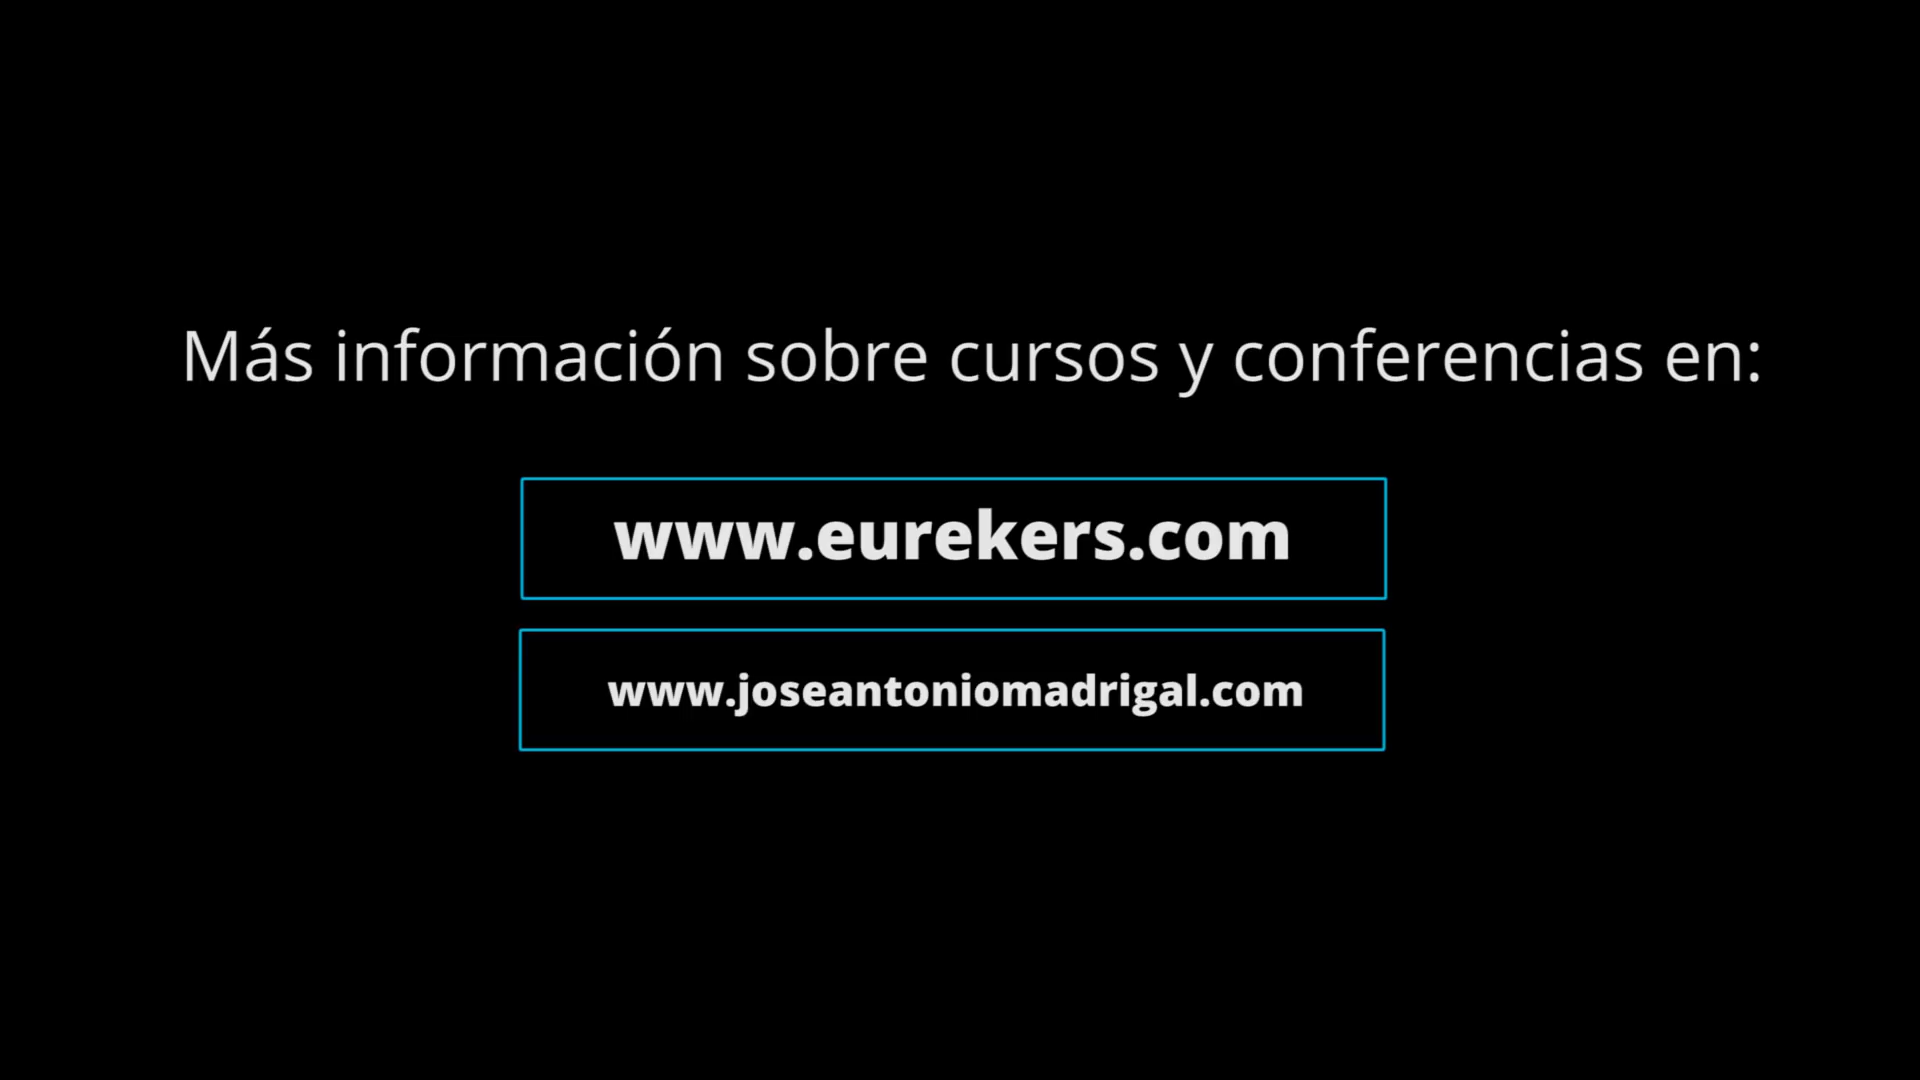 Más información sobre cursos y conferencias en:
www.eurekers.com
www.joseantoniomadrigal.com